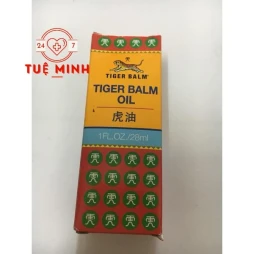 24 7
TUỆ MINH
TIGER BALM
TIGER BALM
OIL
虎油
1FL.OZ./28ml